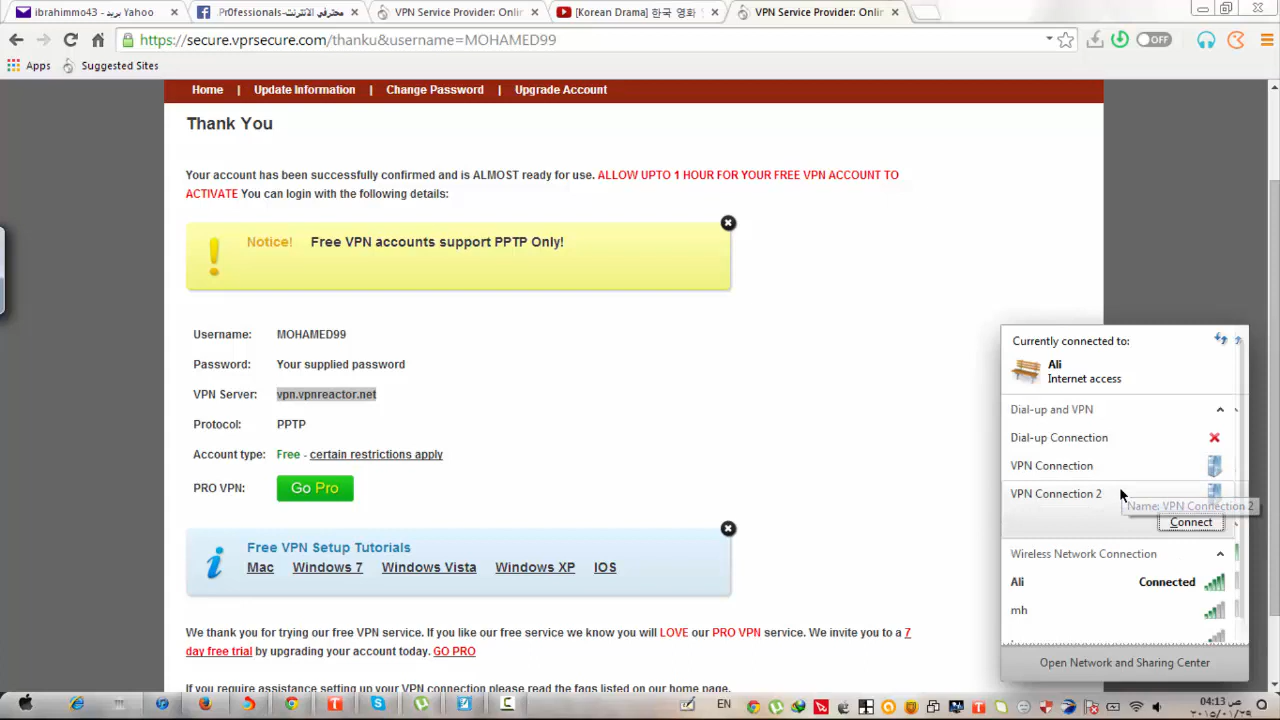 ibrahimmo43 - بريد Yahoo
Pr0fessionals-محترفي الانترنت
VPN Service Provider: Onlin
[Korean Drama] 한국 영화
VPN Service Provider: Onlin
https://secure.vprsecure.com/thanku&username=MOHAMED99
OFF
Apps
Suggested Sites
Home | Update Information | Change Password | Upgrade Account
Thank You
Your account has been successfully confirmed and is ALMOST ready for use. ALLOW UPTO 1 HOUR FOR YOUR FREE VPN ACCOUNT TO
ACTIVATE You can login with the following details:
Notice! Free VPN accounts support PPTP Only!
Username: MOHAMED99
Password: Your supplied password
VPN Server: vpn.vpnreactor.net
Protocol: PPTP
Account type: Free - certain restrictions apply
PRO VPN: Go Pro
Free VPN Setup Tutorials
Mac Windows 7 Windows Vista Windows XP IOS
We thank you for trying our free VPN service. If you like our free service we know you will LOVE our PRO VPN service. We invite you to a 7
day free trial by upgrading your account today. GO PRO
If you require assistance setting up your VPN connection please read the faqs listed on our home page.
Currently connected to:
Ali
Internet access
Dial-up and VPN
Dial-up Connection
VPN Connection
VPN Connection 2
Name: VPN Connection 2
Connect
Wireless Network Connection
Ali Connected
mh
Open Network and Sharing Center
EN
04:13 ص
٢٠١٥/٠١/٢٩